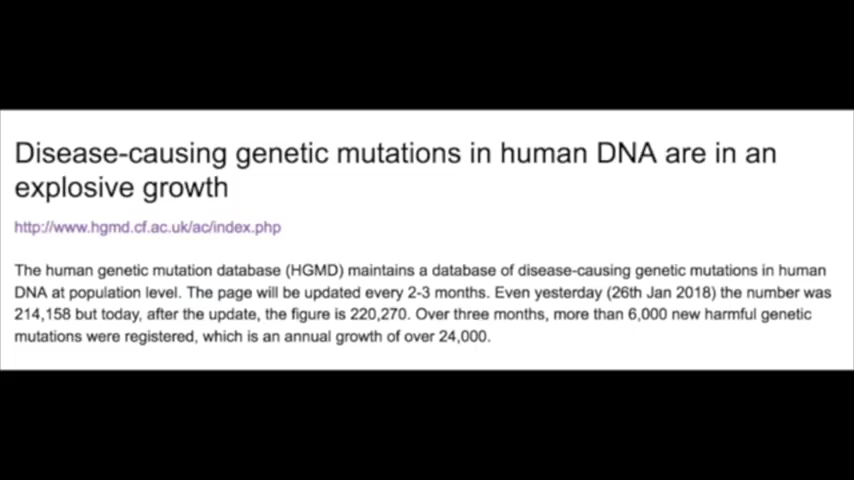 Disease-causing genetic mutations in human DNA are in an
explosive growth
http://www.hgmd.cf.ac.uk/ac/index.php
The human genetic mutation database (HGMD) maintains a database of disease-causing genetic mutations in human
DNA at population level. The page will be updated every 2-3 months. Even yesterday (26th Jan 2018) the number was
214,158 but today, after the update, the figure is 220,270. Over three months, more than 6,000 new harmful genetic
mutations were registered, which is an annual growth of over 24,000.